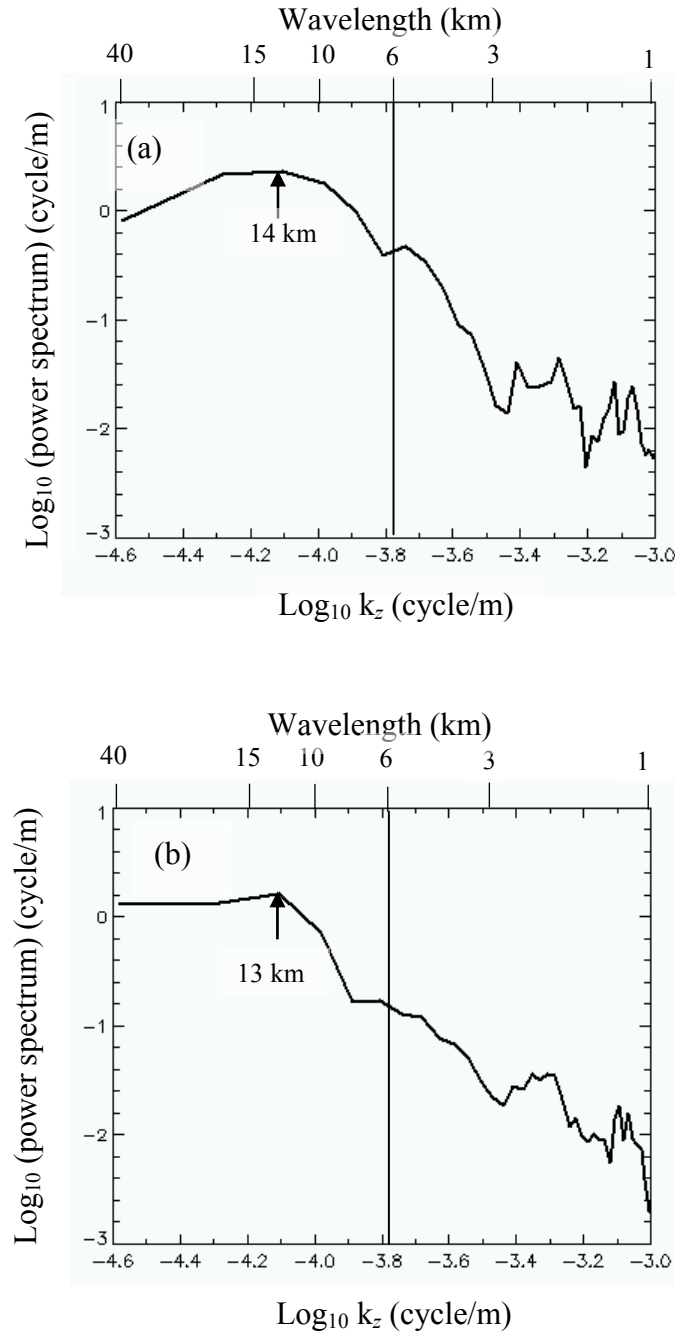 Wavelength (km)
40 15 10 6 3 1
1
(a)
0
14 km
−1
−2
−3
Log₁₀ (power spectrum) (cycle/m)
−4.6 −4.4 −4.2 −4.0 −3.8 −3.6 −3.4 −3.2 −3.0
Log₁₀ k𝓏 (cycle/m)
Wavelength (km)
40 15 10 6 3 1
1
(b)
0
13 km
−1
−2
−3
Log₁₀ (power spectrum) (cycle/m)
−4.6 −4.4 −4.2 −4.0 −3.8 −3.6 −3.4 −3.2 −3.0
Log₁₀ k𝓏 (cycle/m)